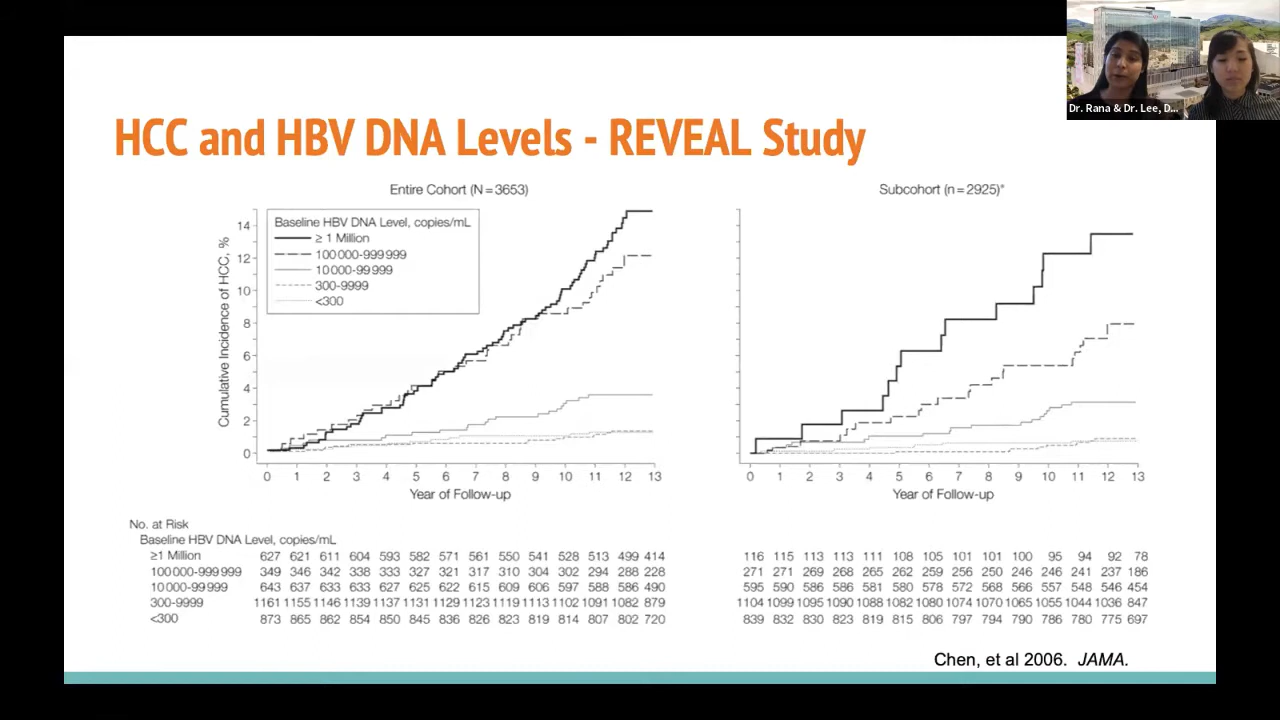 Dr. Rana & Dr. Lee, D...
HCC and HBV DNA Levels - REVEAL Study
Entire Cohort (N = 3653)
Cumulative Incidence of HCC, %
14
12
10
8
6
4
2
0
Baseline HBV DNA Level, copies/mL
≥ 1 Million
100 000-999 999
10 000-99 999
300-9999
<300
0 1 2 3 4 5 6 7 8 9 10 11 12 13
Year of Follow-up
Subcohort (n = 2925)*
0 1 2 3 4 5 6 7 8 9 10 11 12 13
Year of Follow-up
No. at Risk
Baseline HBV DNA Level, copies/mL
≥1 Million 627 621 611 604 593 582 571 561 550 541 528 513 499 414 116 115 113 113 111 108 105 101 101 100 95 94 92 78
100 000-999 999 349 346 342 338 333 327 321 317 310 304 302 294 288 228 271 271 269 268 265 262 259 256 250 246 246 241 237 186
10 000-99 999 643 637 633 633 627 625 622 615 609 606 597 588 586 490 595 590 586 586 581 580 578 572 568 566 557 548 546 454
300-9999 1161 1155 1146 1139 1137 1131 1129 1123 1119 1113 1102 1091 1082 879 1104 1099 1095 1090 1088 1082 1080 1074 1070 1065 1055 1044 1036 847
<300 873 865 862 854 850 845 836 826 823 819 814 807 802 720 839 832 830 823 819 815 806 797 794 790 786 780 775 697
Chen, et al 2006. JAMA.